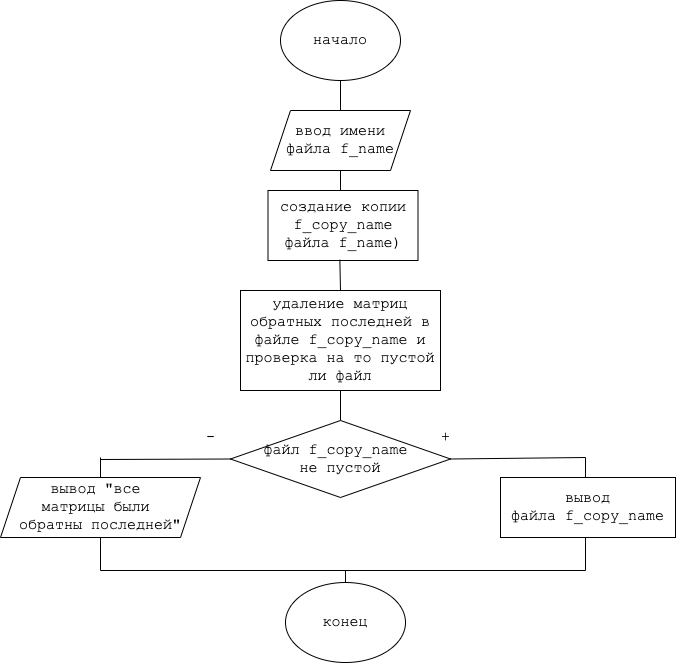 начало
ввод имени
файла f_name
создание копии
f_copy_name
файла f_name)
удаление матриц
обратных последней в
файле f_copy_name и
проверка на то пустой
ли файл
-
+
файл f_copy_name
не пустой
вывод "все
матрицы были
обратны последней"
вывод
файла f_copy_name
конец